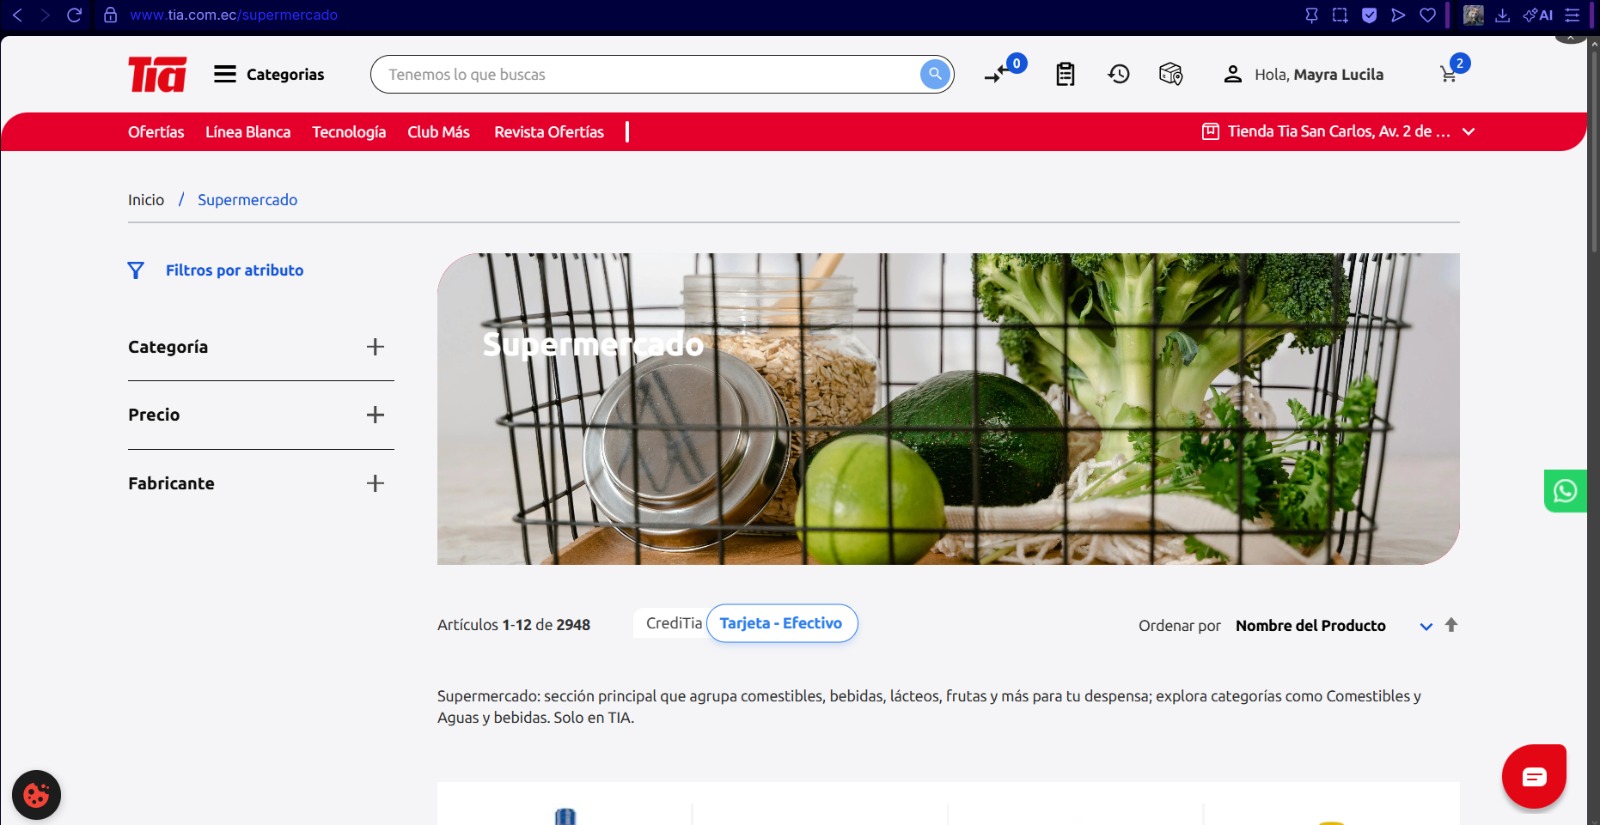 www.tia.com.ec/supermercado
AI
Tía
Categorias
Tenemos lo que buscas
0
Hola, Mayra Lucila
2
Ofertías
Línea Blanca
Tecnología
Club Más
Revista Ofertías
Tienda Tia San Carlos, Av. 2 de ...
Inicio / Supermercado
Filtros por atributo
Categoría
Precio
Fabricante
Supermercado
Artículos 1-12 de 2948
CrediTia
Tarjeta - Efectivo
Ordenar por
Nombre del Producto
Supermercado: sección principal que agrupa comestibles, bebidas, lácteos, frutas y más para tu despensa; explora categorías como Comestibles y
Aguas y bebidas. Solo en TIA.